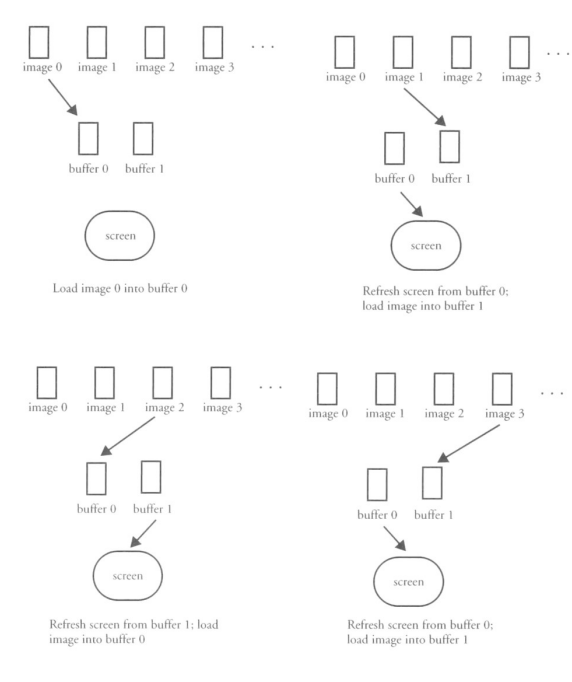 . . .
image 0 image 1 image 2 image 3
buffer 0 buffer 1
screen
Load image 0 into buffer 0
. . .
image 0 image 1 image 2 image 3
buffer 0 buffer 1
screen
Refresh screen from buffer 0;
load image into buffer 1
. . .
image 0 image 1 image 2 image 3
buffer 0 buffer 1
screen
Refresh screen from buffer 1; load
image into buffer 0
. . .
image 0 image 1 image 2 image 3
buffer 0 buffer 1
screen
Refresh screen from buffer 0;
load image into buffer 1